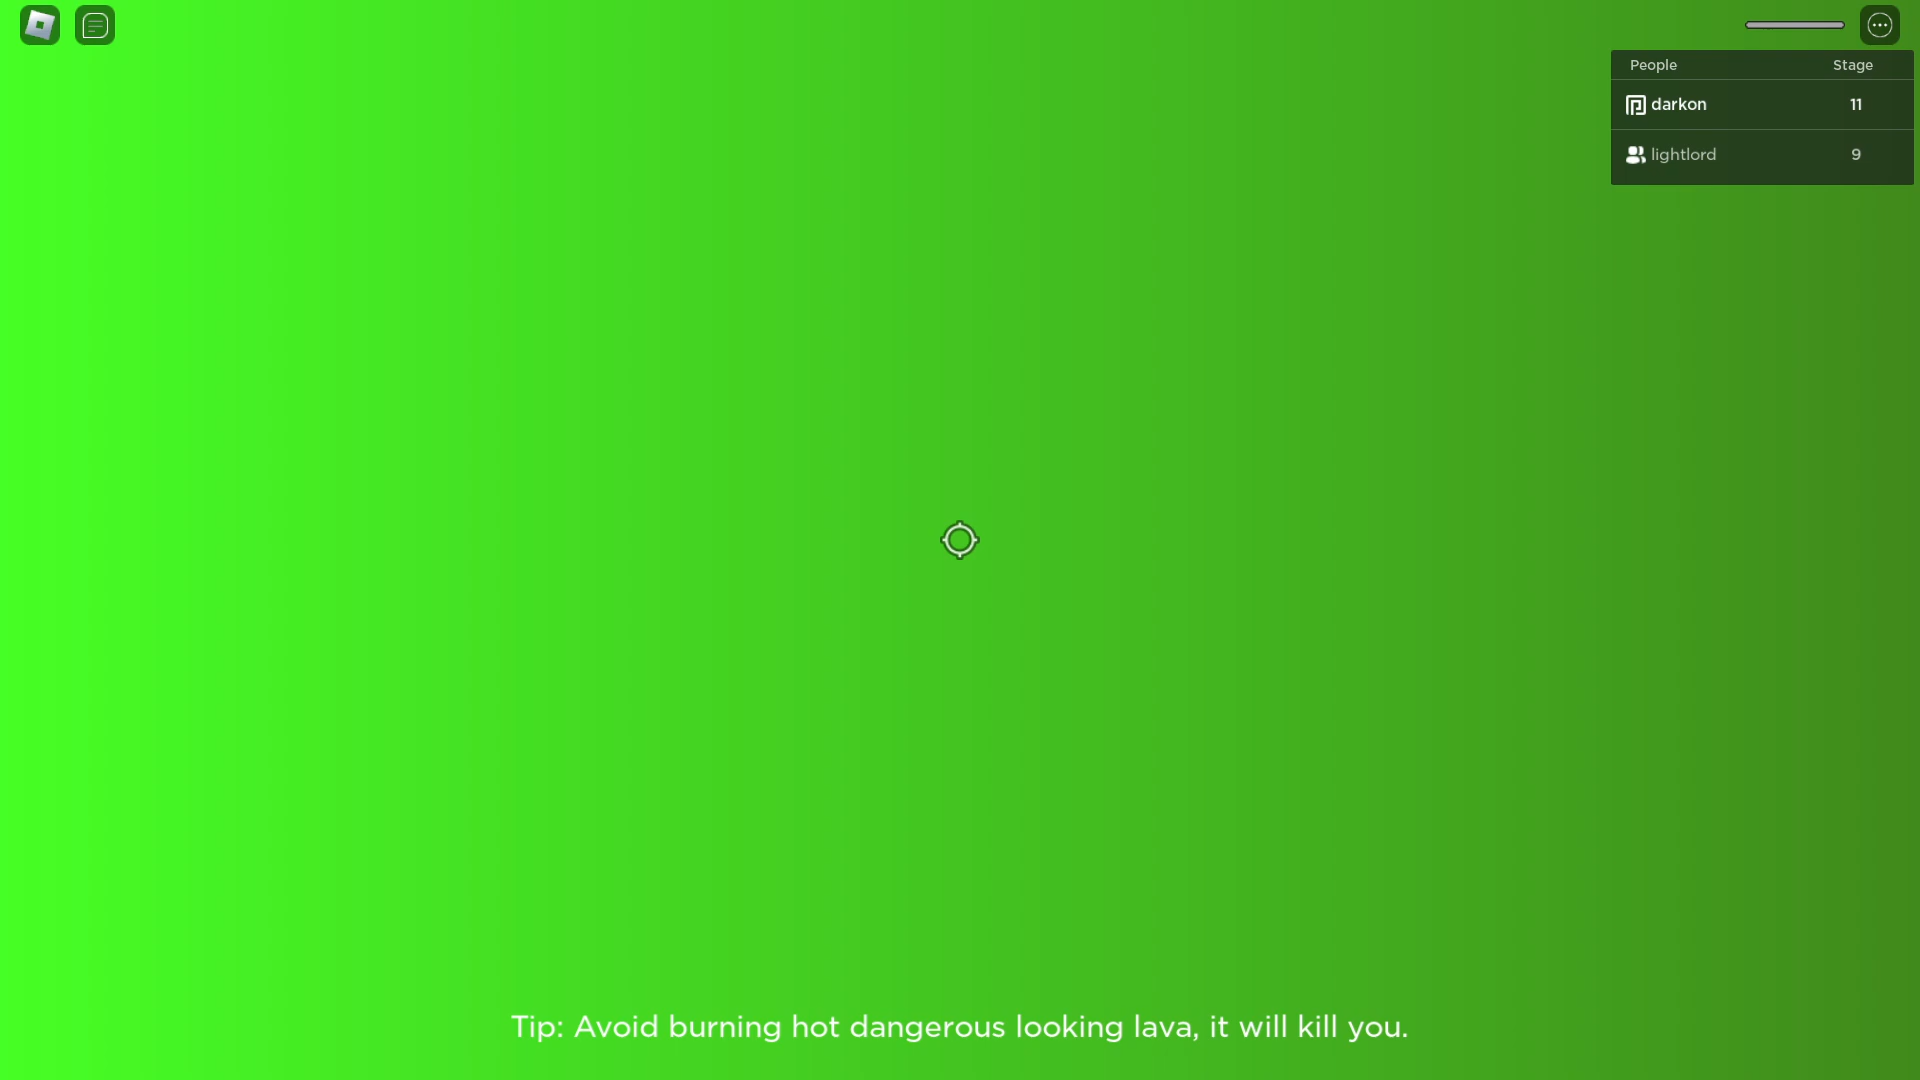 People Stage
darkon 11
lightlord 9
Tip: Avoid burning hot dangerous looking lava, it will kill you.